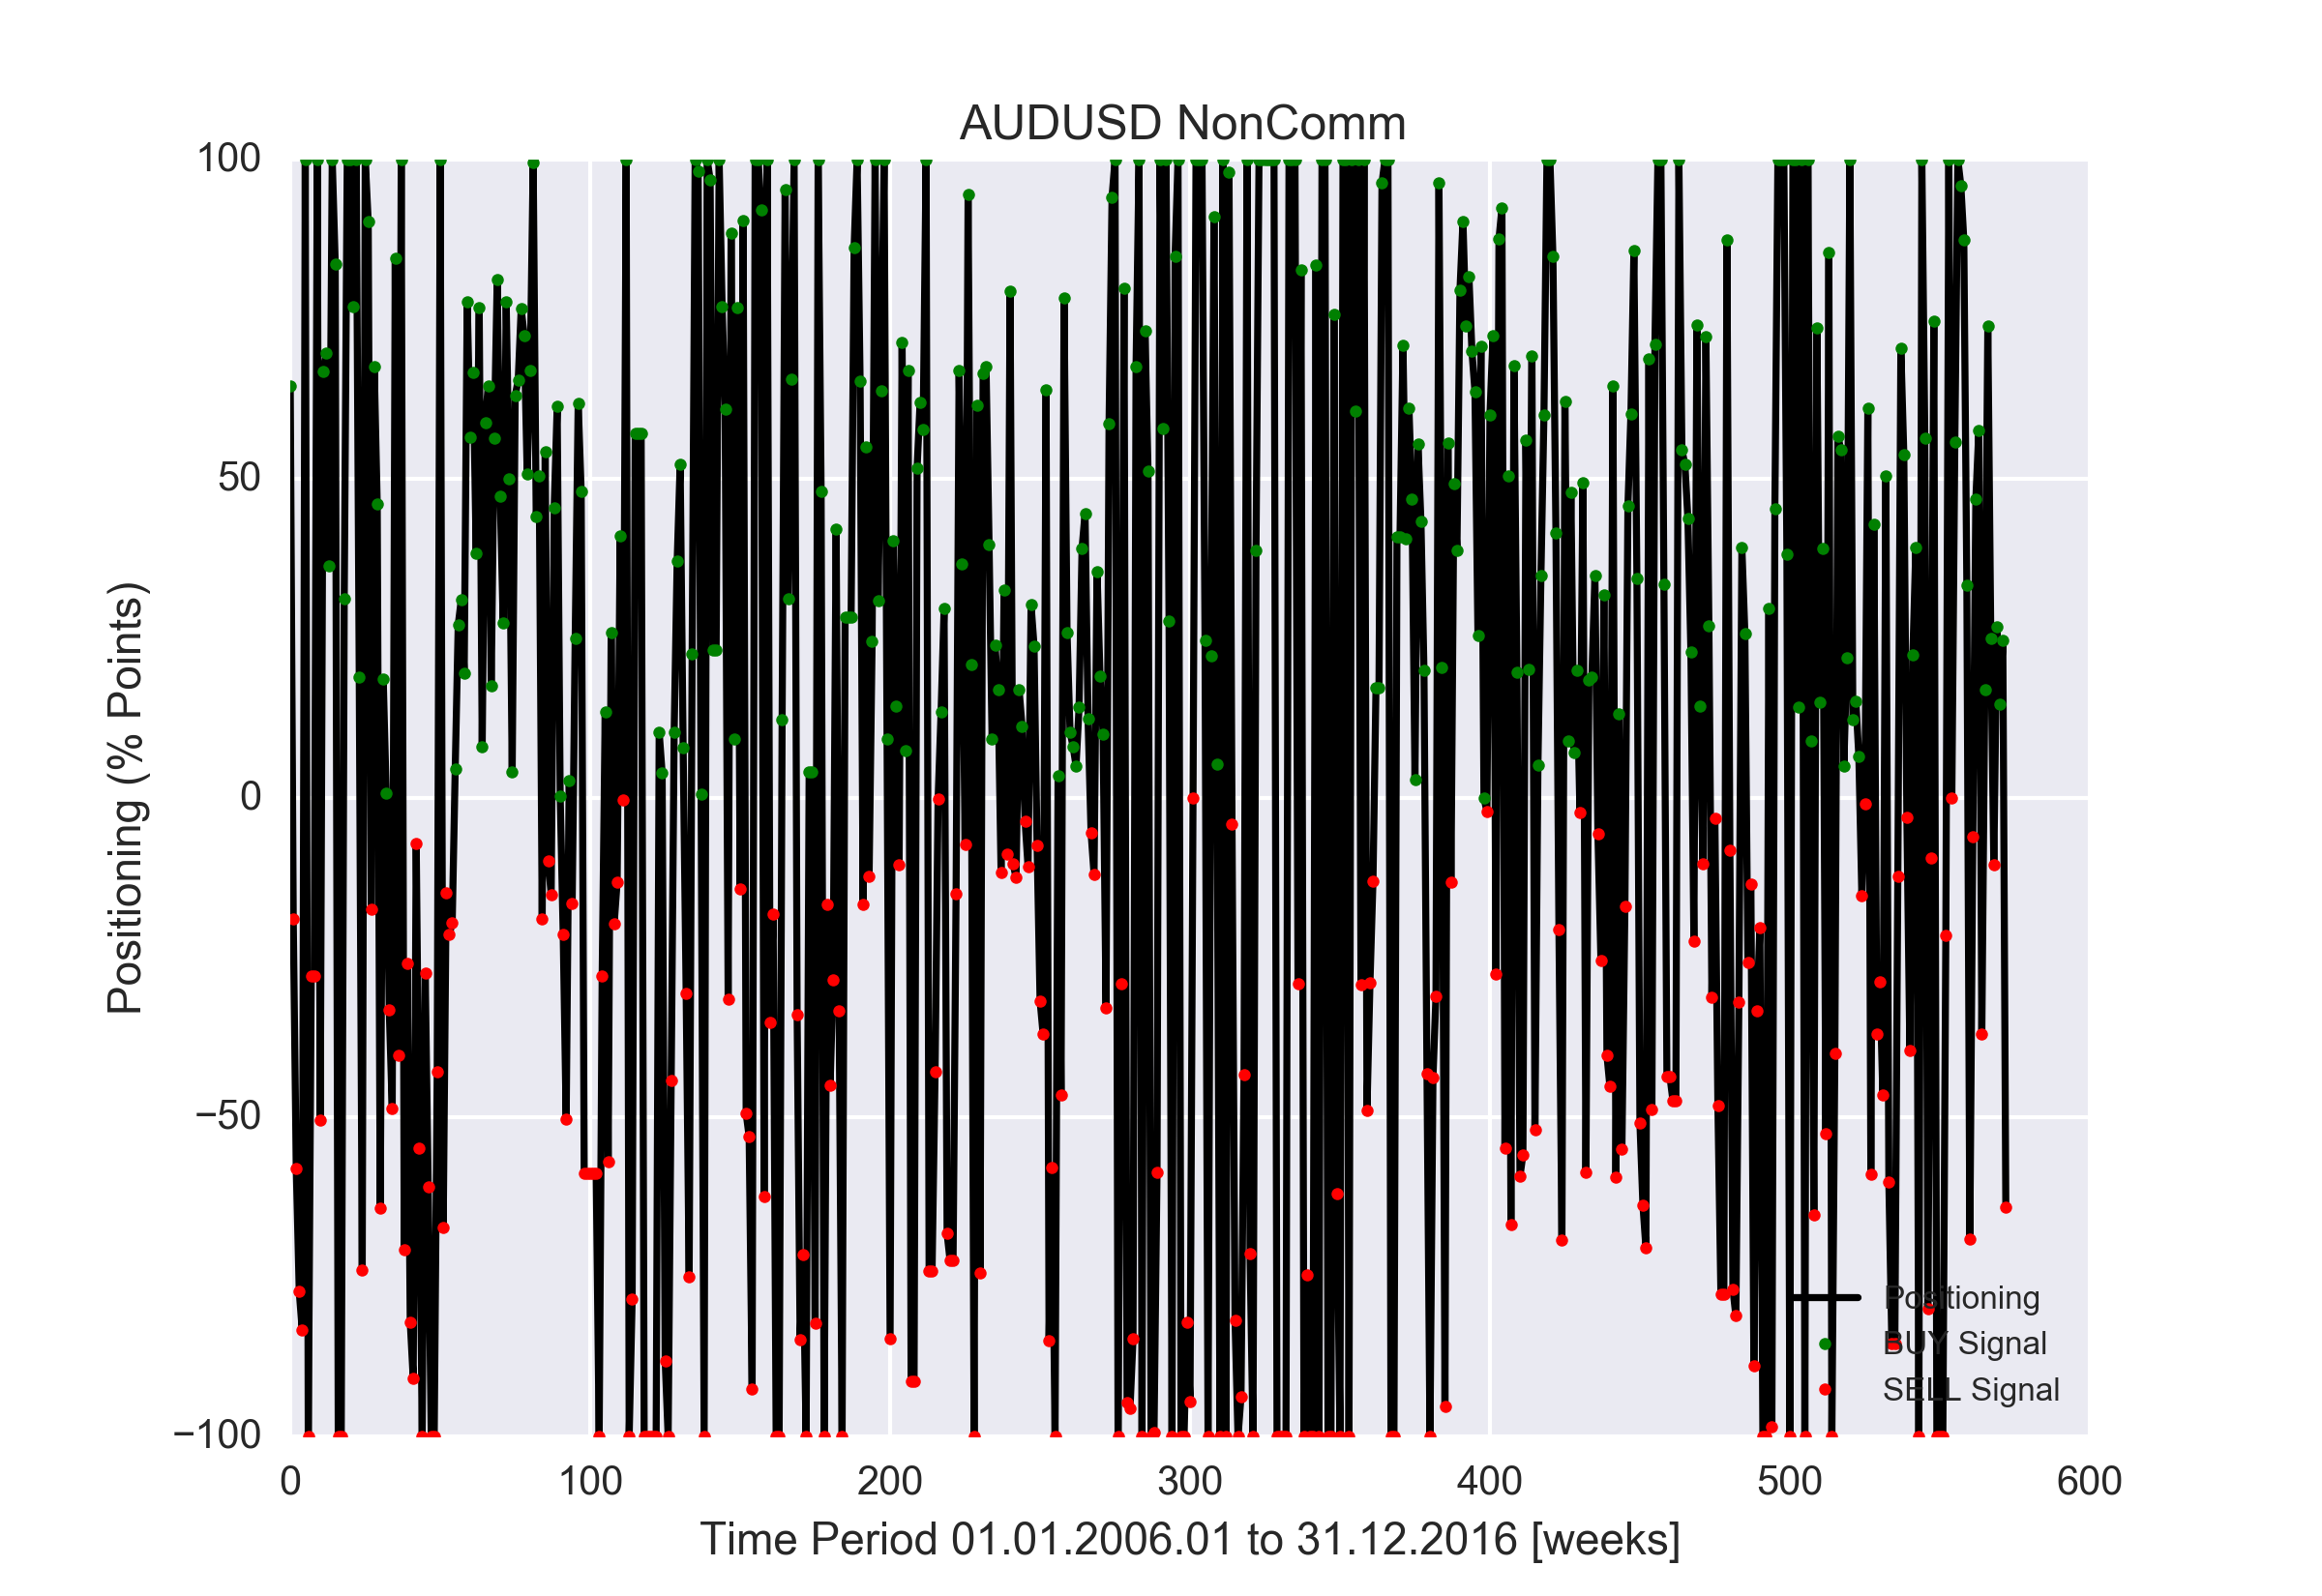 AUDUSD NonComm
100
50
0
−50
−100
Positioning (% Points)
Positioning
BUY Signal
SELL Signal
0 100 200 300 400 500 600
Time Period 01.01.2006.01 to 31.12.2016 [weeks]